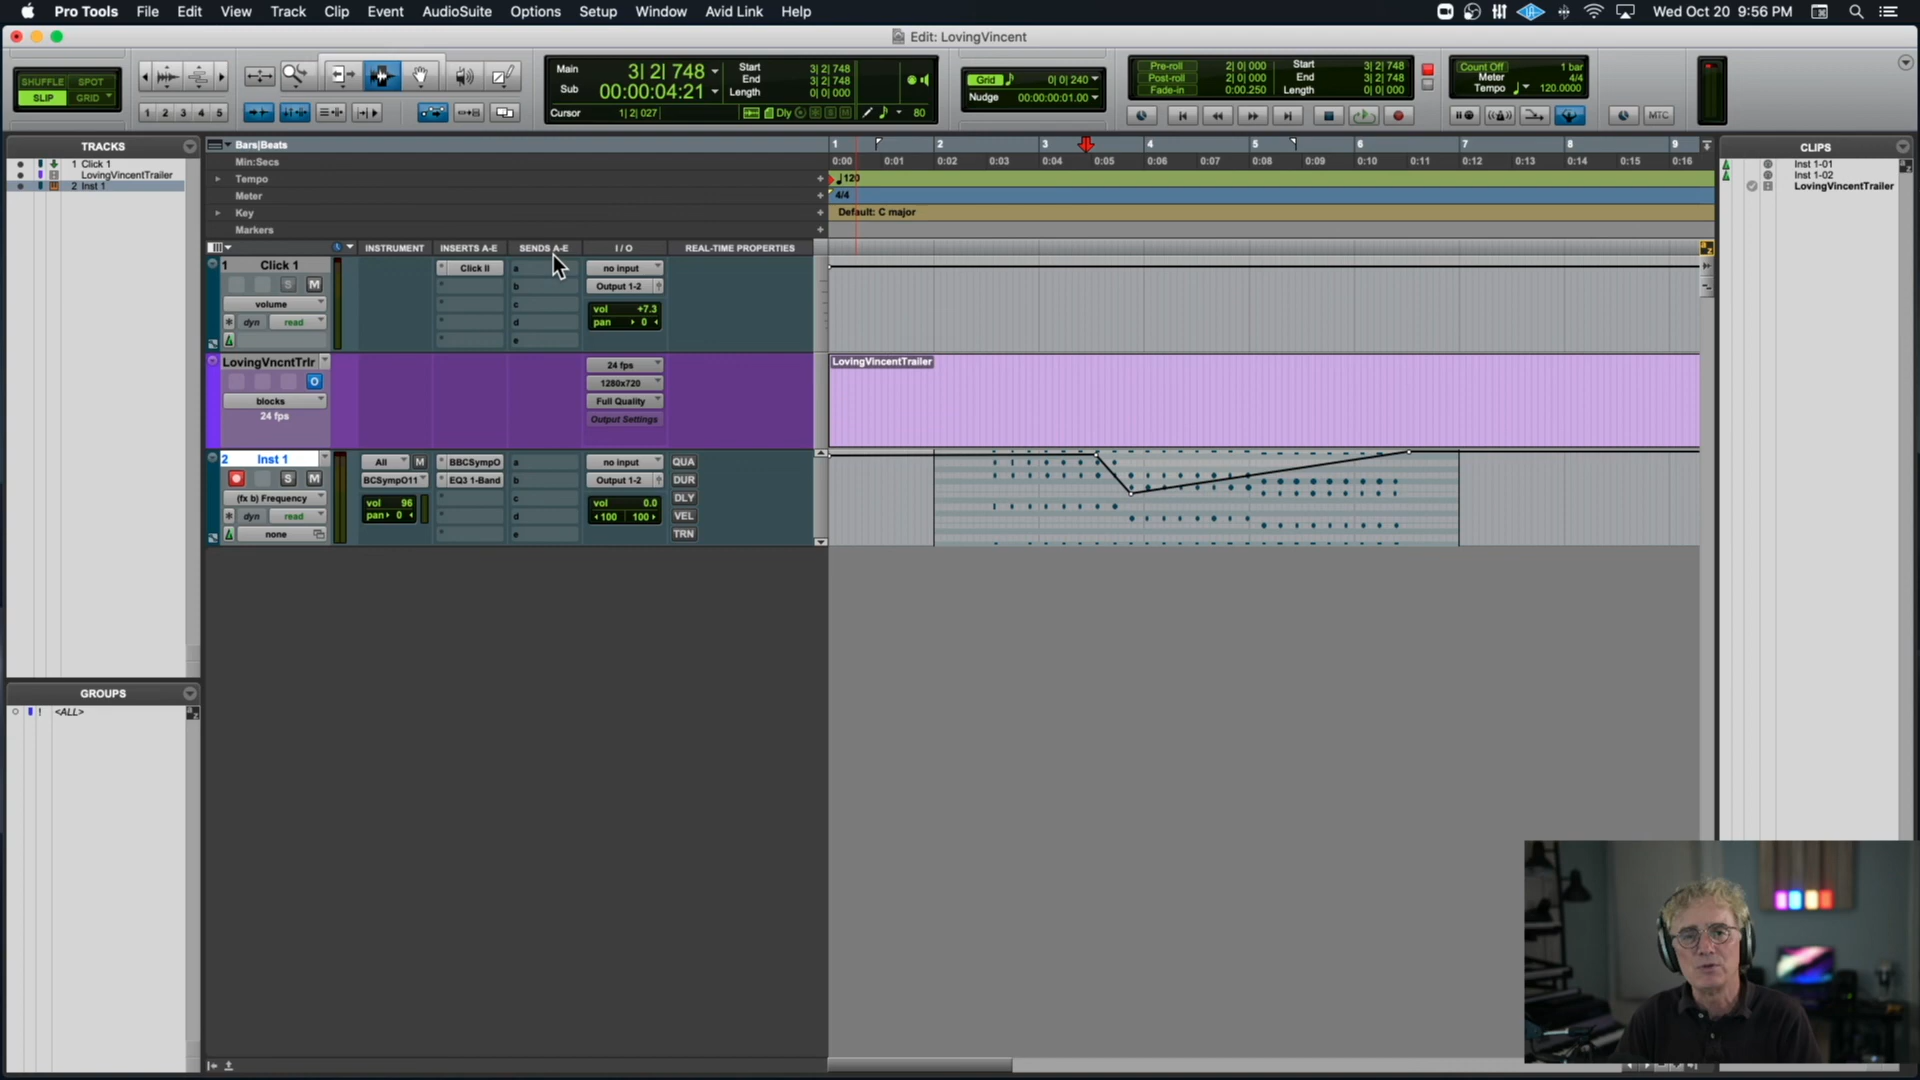 Pro Tools File Edit View Track Clip Event AudioSuite Options Setup Window Avid Link Help
Wed Oct 20 9:56 PM
Edit: LovingVincent
SHUFFLE SPOT
SLIP GRID
1 2 3 4 5
Main 3| 2| 748
Sub 00:00:04:21
Start 3| 2| 748
End 3| 2| 748
Length 0| 0| 000
Cursor 1| 2| 027
Dly 80
Grid 0| 0| 240
Nudge 00:00:00:01.00
Pre-roll 2| 0| 000
Post-roll 2| 0| 000
Fade-in 0:00.250
Start 3| 2| 748
End 3| 2| 748
Length 0| 0| 000
Count Off 1 bar
Meter 4/4
Tempo 120.0000
MTC
TRACKS
1 Click 1
LovingVincentTrailer
2 Inst 1
GROUPS
! <ALL>
Bars|Beats 1 2 3 4 5 6 7 8 9
Min:Secs 0:00 0:01 0:02 0:03 0:04 0:05 0:06 0:07 0:08 0:09 0:10 0:11 0:12 0:13 0:14 0:15 0:16
Tempo 120
Meter 4/4
Key Default: C major
Markers
INSTRUMENT INSERTS A-E SENDS A-E I / O REAL-TIME PROPERTIES
1 Click 1
S M
volume
dyn read
Click II
a
b
c
d
e
no input
Output 1-2
vol +7.3
pan 0
LovingVncntTrlr
O
blocks
24 fps
24 fps
1280x720
Full Quality
Output Settings
LovingVincentTrailer
2 Inst 1
S M
(fx b) Frequency
dyn read
none
All M
BCSympO11
vol 96
pan 0
BBCSympO
EQ3 1-Band
a
b
c
d
e
no input
Output 1-2
vol 0.0
100 100
QUA
DUR
DLY
VEL
TRN
CLIPS
Inst 1-01
Inst 1-02
LovingVincentTrailer